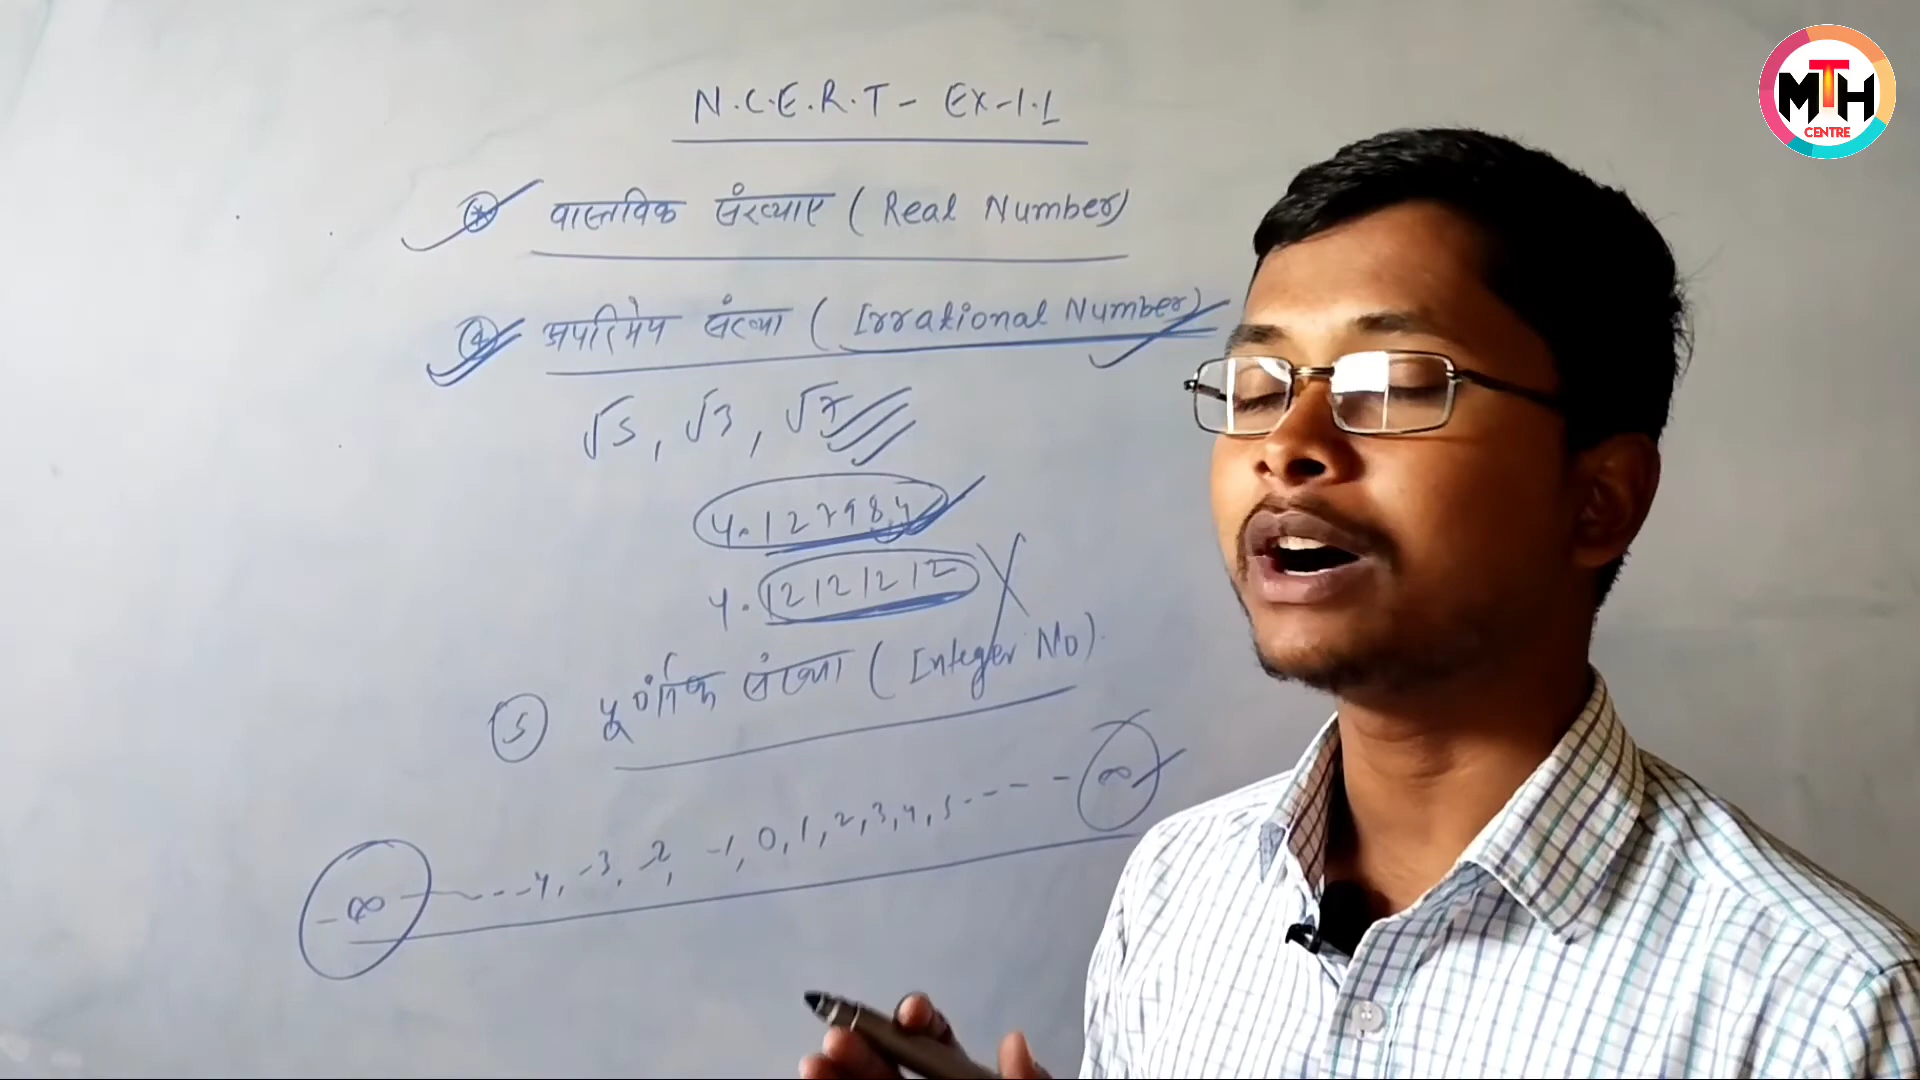 N.C.E.R.T - EX-1.1
वास्तविक संख्याए (Real Number)
अपरिमेय संख्या (Irrational Number)
√5, √3, √7
4.127984
4.12121212
5 पूर्णांक संख्या (Integer No).
-∞ ----4, -3, -2, -1, 0, 1, 2, 3, 4, 5---- ∞
MTH
CENTRE